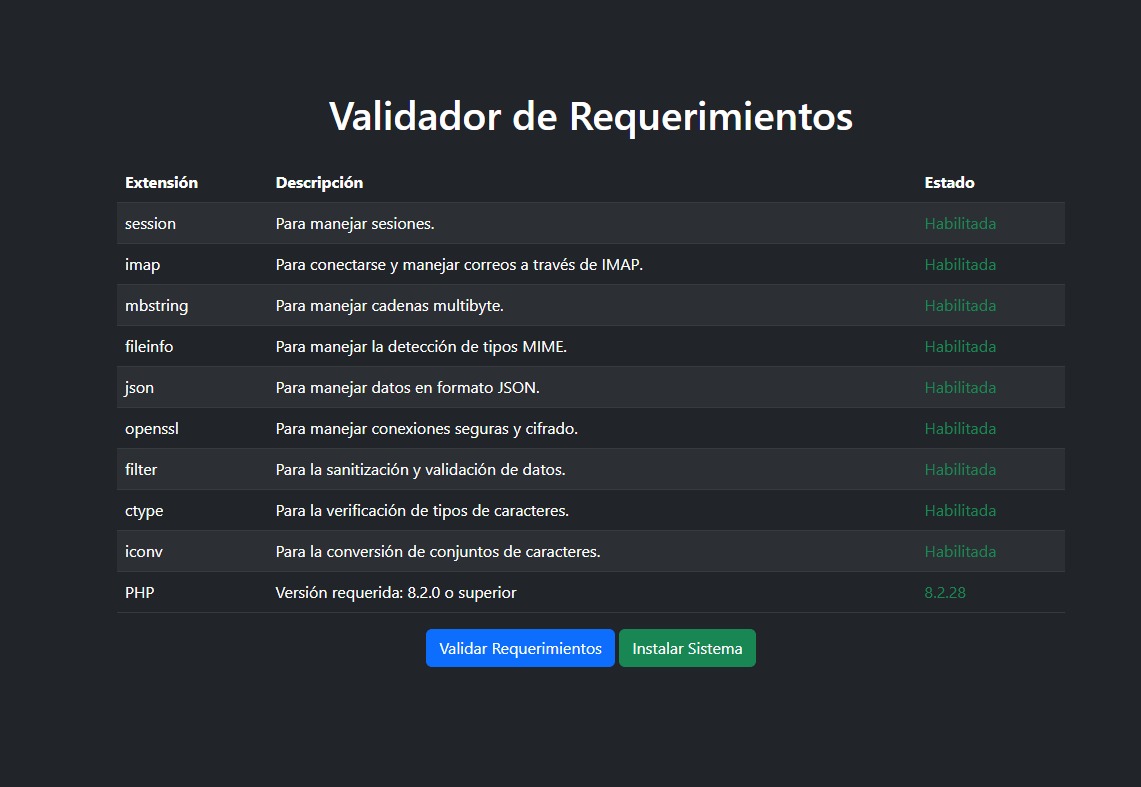 Validador de Requerimientos
Extensión Descripción Estado
session Para manejar sesiones. Habilitada
imap Para conectarse y manejar correos a través de IMAP. Habilitada
mbstring Para manejar cadenas multibyte. Habilitada
fileinfo Para manejar la detección de tipos MIME. Habilitada
json Para manejar datos en formato JSON. Habilitada
openssl Para manejar conexiones seguras y cifrado. Habilitada
filter Para la sanitización y validación de datos. Habilitada
ctype Para la verificación de tipos de caracteres. Habilitada
iconv Para la conversión de conjuntos de caracteres. Habilitada
PHP Versión requerida: 8.2.0 o superior 8.2.28
Validar Requerimientos Instalar Sistema